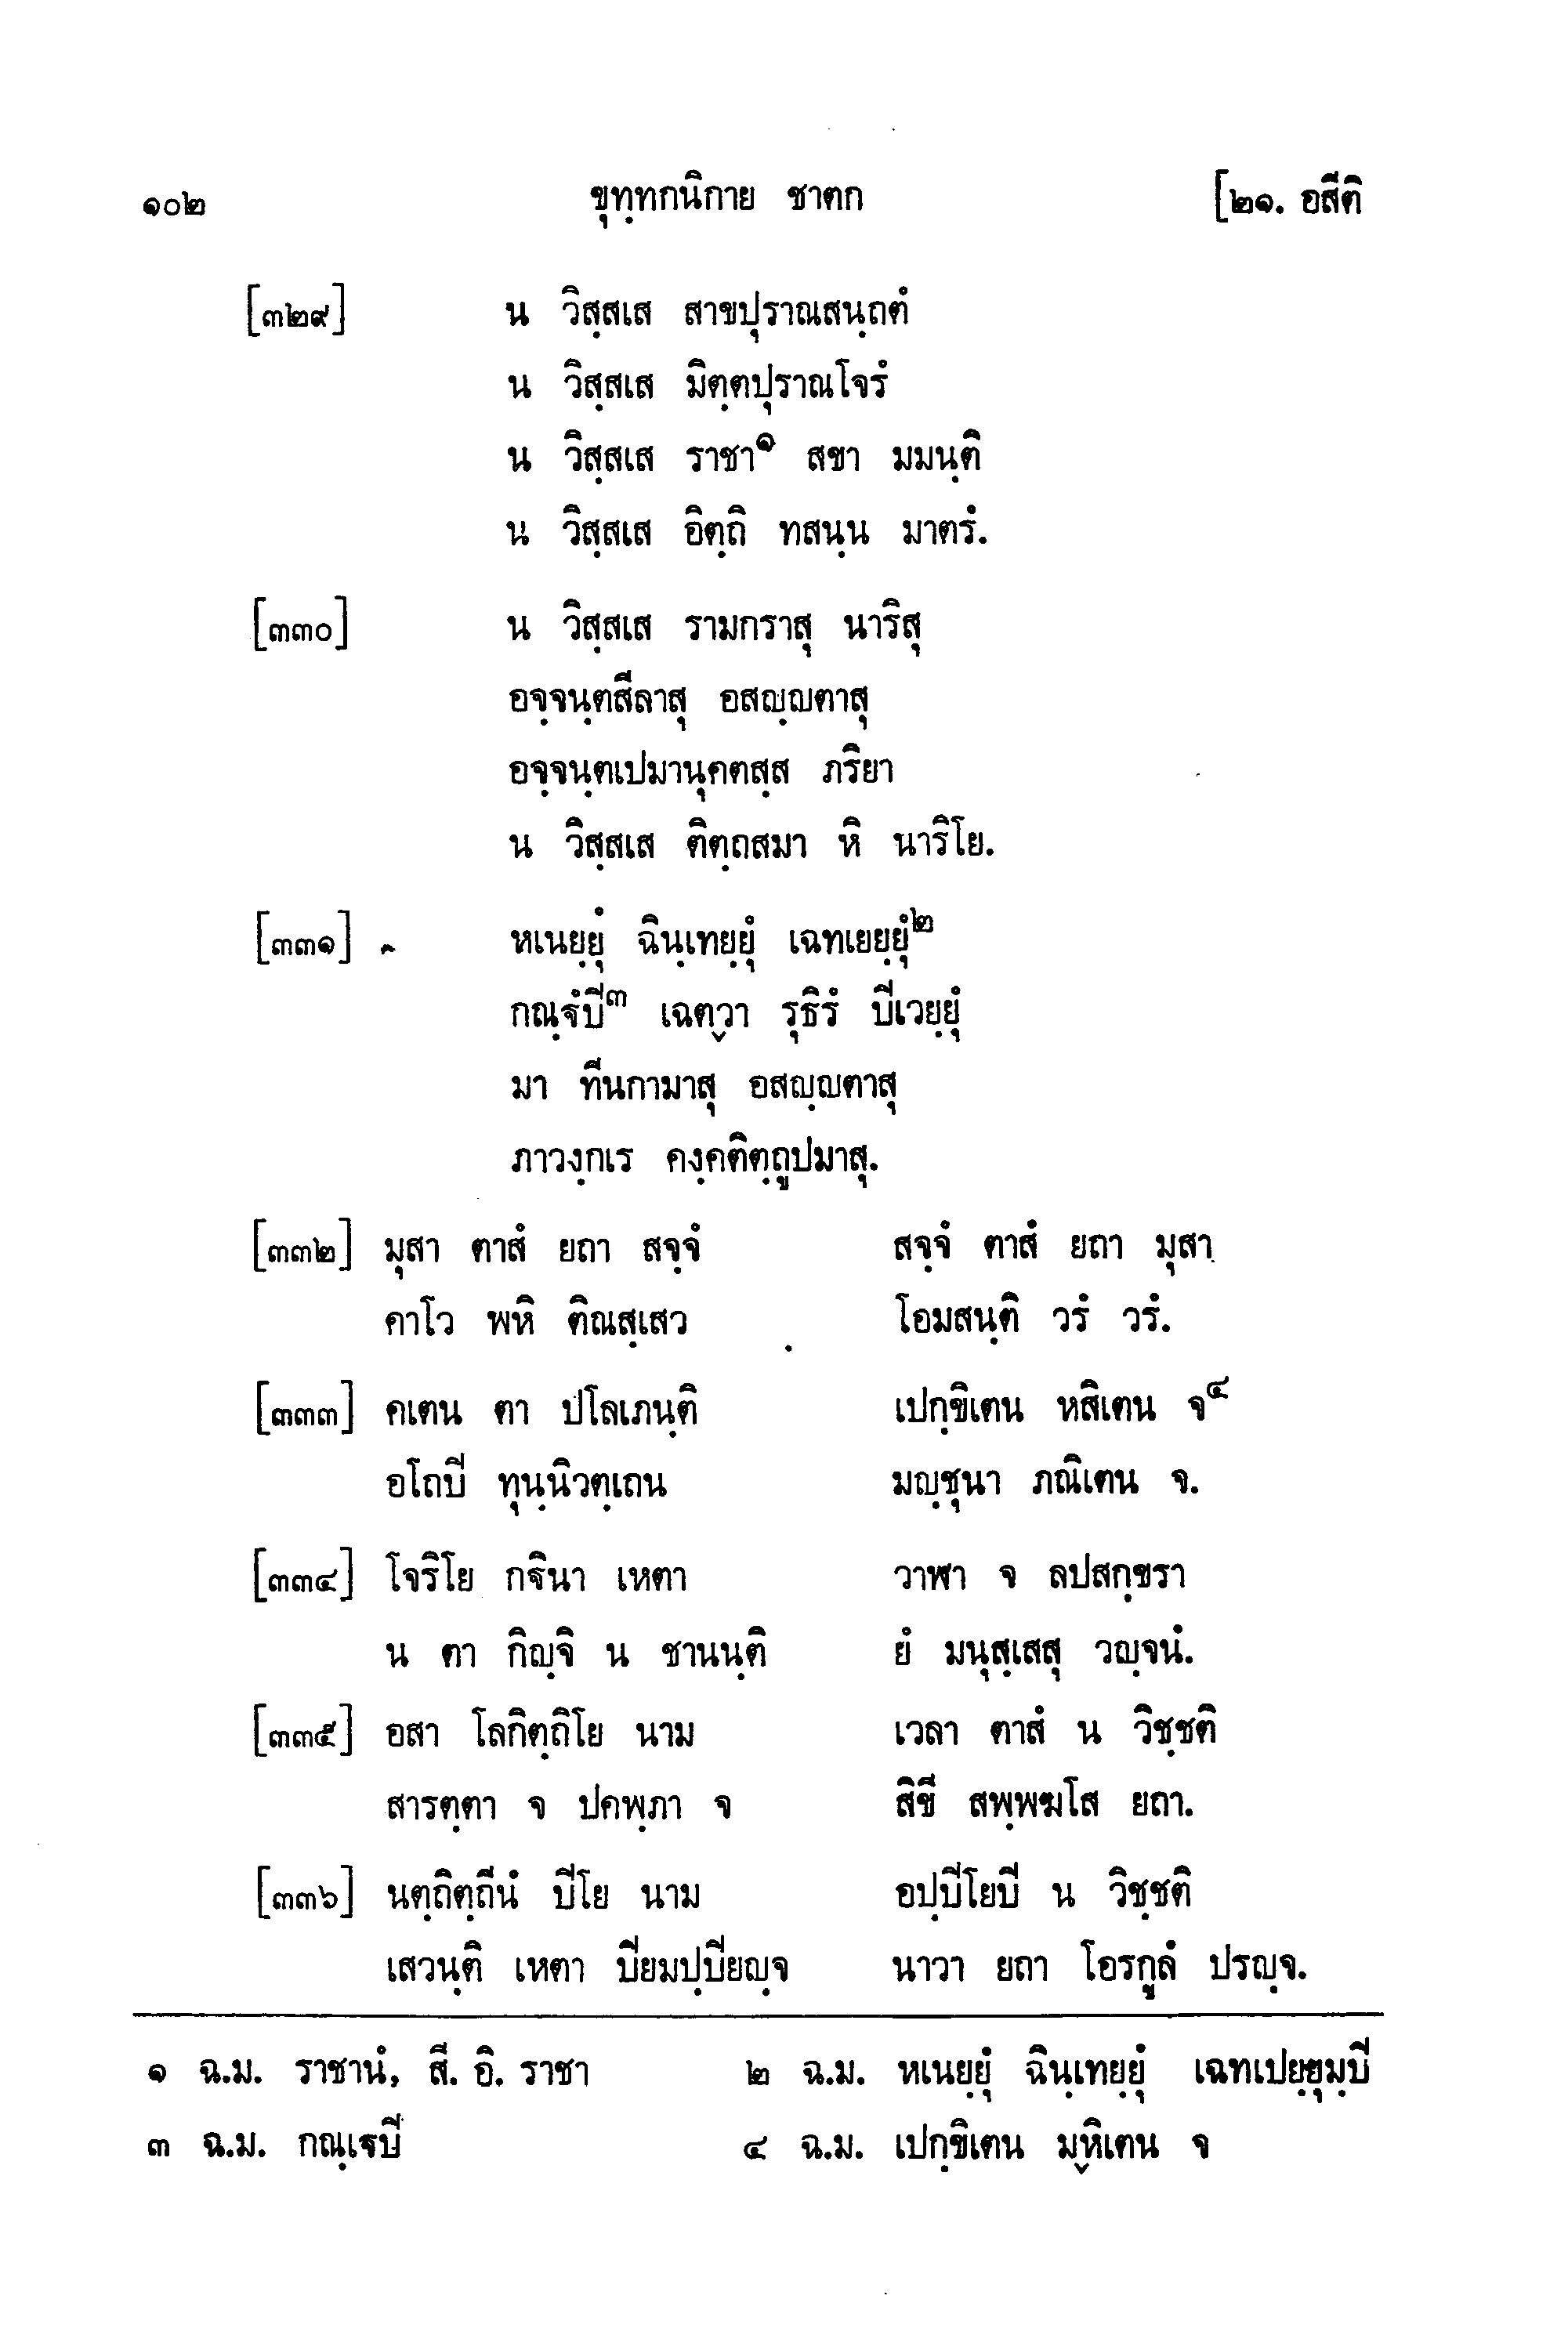 ๑๐๒ ขุทฺทกนิกาย ชาตก [๒๑. อสีติ
[๓๒๙] น วิสฺสเส สาขปุราณสนฺถตํ
น วิสฺสเส มิตฺตปุราณโจรํ
น วิสฺสเส ราชา๑ สขา มมนฺติ
น วิสฺสเส อิตฺถิ ทสนฺน มาตรํ.
[๓๓๐] น วิสฺสเส รามกราสุ นาริสุ
อจฺจนฺตสีลาสุ อสญฺญตาสุ
อจฺจนฺตเปมานุคตสฺส ภริยา
น วิสฺสเส ติตฺถสมา หิ นาริโย.
[๓๓๑] หเนยฺยุํ ฉินฺเทยฺยุํ เฉทเยยฺยุํ๒
กณฺฐํปี๓ เฉตฺวา รุธิรํ ปีเวยฺยุํ
มา ทีนกามาสุ อสญฺญตาสุ
ภาวงฺกเร คงฺคติตฺถูปมาสุ.
[๓๓๒] มุสา ตาสํ ยถา สจฺจํ สจฺจํ ตาสํ ยถา มุสา
คาโว พหิ ติณสฺเสว โอมสนฺติ วรํ วรํ.
[๓๓๓] คเตน ตา ปโลเภนฺติ เปกฺขิเตน หสิเตน จ๔
อโถปี ทุนฺนิวตฺเถน มญฺชุนา ภณิเตน จ.
[๓๓๔] โจริโย กฐินา เหตา วาฬา จ ลปสกฺขรา
น ตา กิญฺจิ น ชานนฺติ ยํ มนุสฺเสสุ วญฺจนํ.
[๓๓๕] อสา โลกิตฺถิโย นาม เวลา ตาสํ น วิชฺชติ
สารตฺตา จ ปคพฺภา จ สิขี สพฺพฆโส ยถา.
[๓๓๖] นตฺถิตฺถีนํ ปีโย นาม อปฺปีโยปี น วิชฺชติ
เสวนฺติ เหตา ปียมปฺปียญฺจ นาวา ยถา โอรกูลํ ปรญฺจ.
๑ ฉ.ม. ราชานํ, สี. อิ. ราชา ๒ ฉ.ม. หเนยฺยุํ ฉินฺเทยฺยุํ เฉทเปยฺยุมฺปี
๓ ฉ.ม. กณฺเฐปี ๔ ฉ.ม. เปกฺขิเตน มฺหิเตน จ